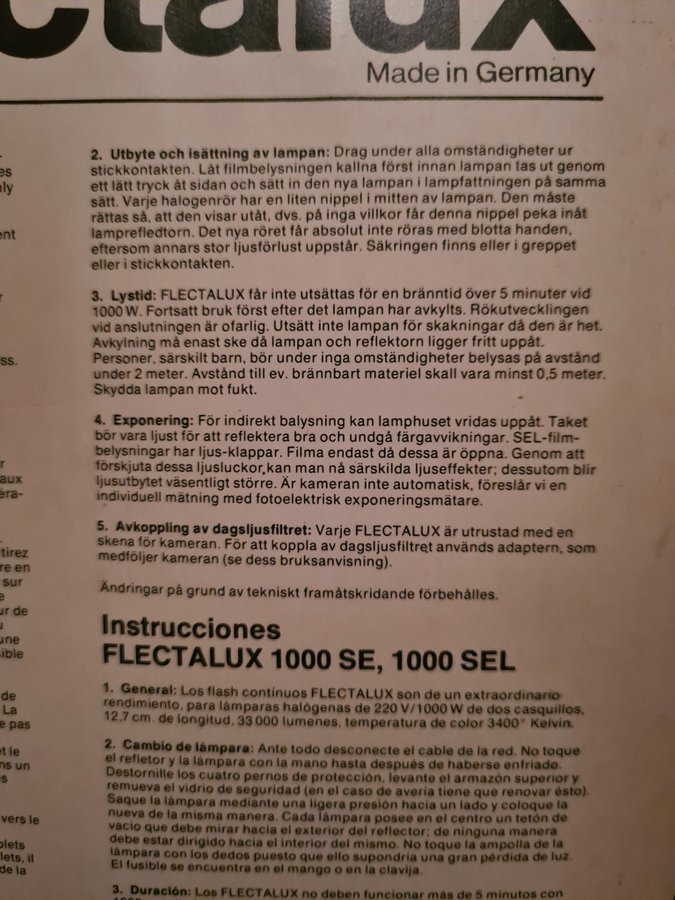 ctalux
Made in Germany
2. Utbyte och isättning av lampan: Drag under alla omständigheter ur
stickkontakten. Låt filmbelysningen kallna först innan lampan tas ut genom
ett lätt tryck åt sidan och sätt in den nya lampan i lampfattningen på samma
sätt. Varje halogenrör har en liten nippel i mitten av lampan. Den måste
rättas så, att den visar utåt, dvs. på inga villkor får denna nippel peka inåt
lamprefledtorn. Det nya röret får absolut inte röras med blotta handen,
eftersom annars stor ljusförlust uppstår. Säkringen finns eller i greppet
eller i stickkontakten.
3. Lystid: FLECTALUX får inte utsättas för en bränntid över 5 minuter vid
1000 W. Fortsatt bruk först efter det lampan har avkylts. Rökutvecklingen
vid anslutningen är ofarlig. Utsätt inte lampan för skakningar då den är het.
Avkylning må enast ske då lampan och reflektorn ligger fritt uppåt.
Personer, särskilt barn, bör under inga omständigheter belysas på avstånd
under 2 meter. Avstånd till ev. brännbart materiel skall vara minst 0,5 meter.
Skydda lampan mot fukt.
4. Exponering: För indirekt balysning kan lamphuset vridas uppåt. Taket
bör vara ljust för att reflektera bra och undgå färgavvikningar. SEL-film-
belysningar har ljus-klappar. Filma endast då dessa är öppna. Genom att
förskjuta dessa ljusluckor,kan man nå särskilda ljuseffekter; dessutom blir
ljusutbytet väsentligt större. Är kameran inte automatisk, föreslår vi en
individuell mätning med fotoelektrisk exponeringsmätare.
5. Avkoppling av dagsljusfiltret: Varje FLECTALUX är utrustad med en
skena för kameran. För att koppla av dagsljusfiltret används adaptern, som
medföljer kameran (se dess bruksanvisning).
Ändringar på grund av tekniskt framåtskridande förbehålles.
Instrucciones
FLECTALUX 1000 SE, 1000 SEL
1. General: Los flash contínuos FLECTALUX son de un extraordinario
rendimiento, para lámparas halógenas de 220 V/1000 W de dos casquillos,
12,7 cm. de longitud, 33000 lumenes, temperatura de color 3400° Kelvin.
2. Cambio de lámpara: Ante todo desconecte el cable de la red. No toque
el refletor y la lámpara con la mano hasta después de haberse enfriado.
Destornille los cuatro pernos de protección, levante el armazón superior y
remueva el vidrio de seguridad (en el caso de avería tiene que renovar ésto).
Saque la lámpara mediante una ligera presión hacia un lado y coloque la
nueva de la misma manera. Cada lámpara posee en el centro un tetón de
vacio que debe mirar hacia el exterior del reflector; de ninguna manera
debe estar dirigido hacia el interior del mismo. No toque la ampolla de la
lámpara con los dedos puesto que ello supondría una gran pérdida de luz.
El fusible se encuentra en el mango o en la clavija.
3. Duración: Los FLECTALUX no deben funcionar más de 5 minutos con